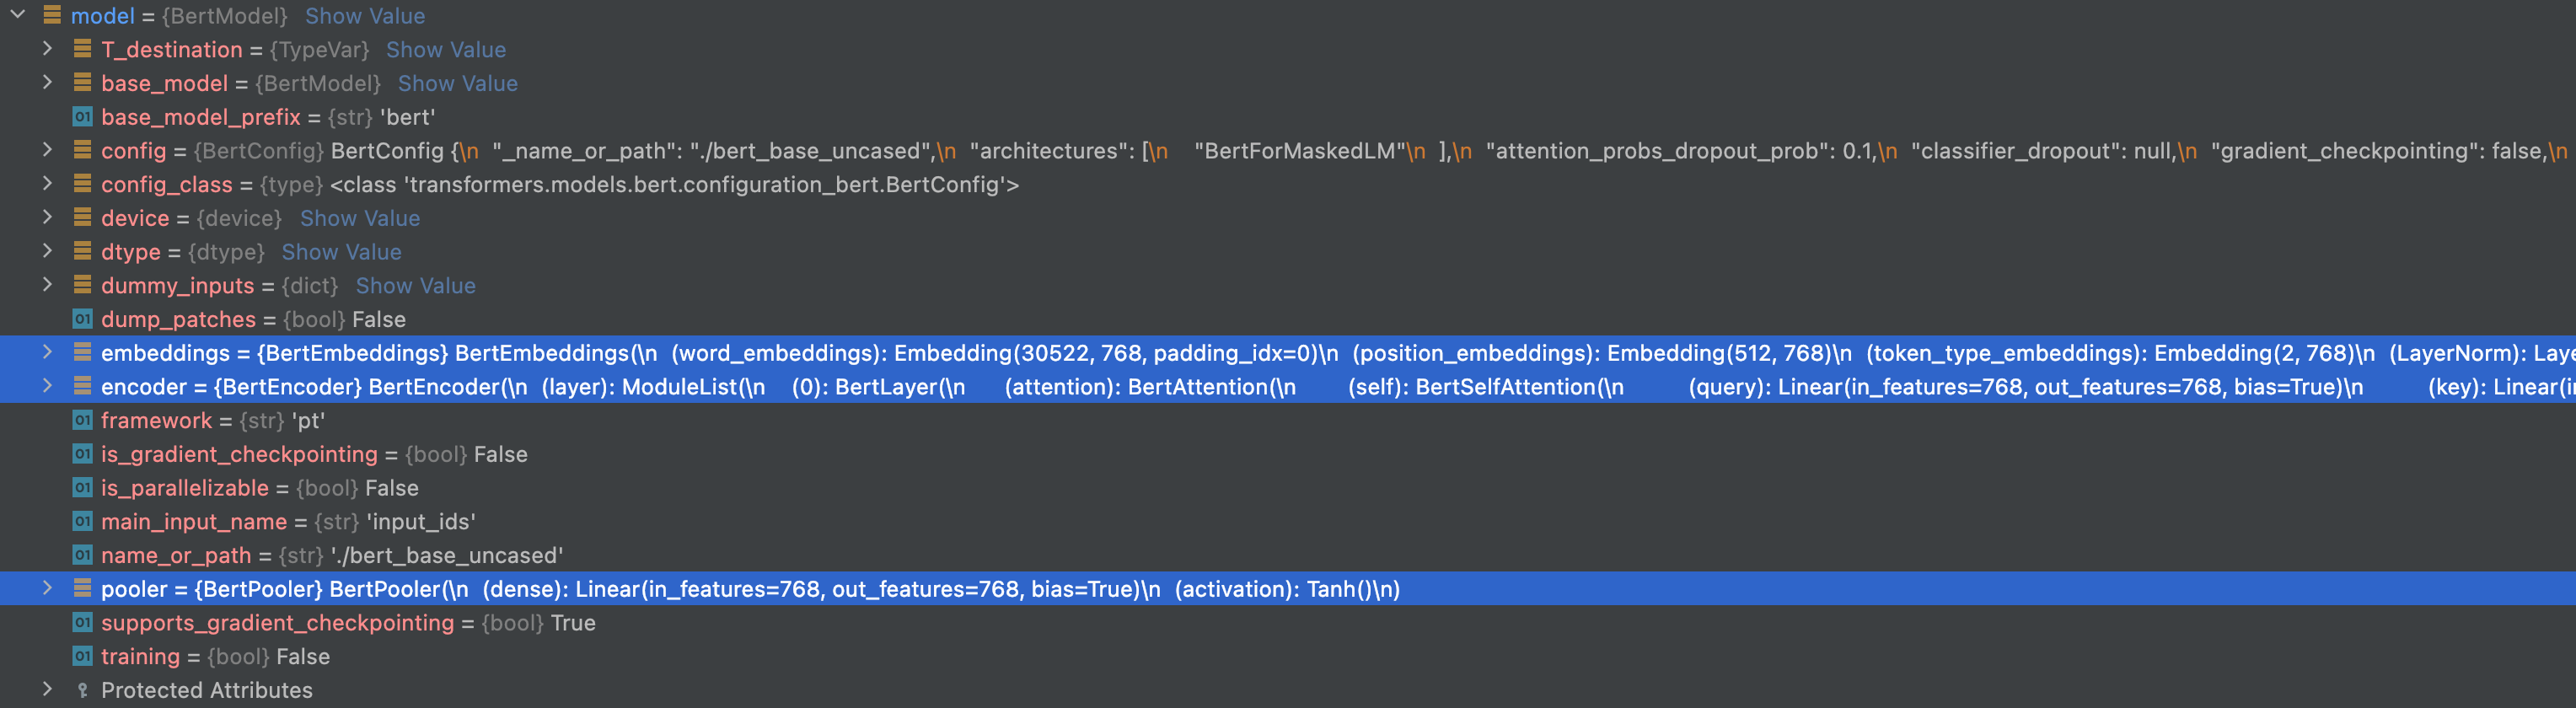 model = {BertModel} Show Value
T_destination = {TypeVar} Show Value
base_model = {BertModel} Show Value
01 base_model_prefix = {str} 'bert'
config = {BertConfig} BertConfig {\n  "_name_or_path": "./bert_base_uncased",\n  "architectures": [\n    "BertForMaskedLM"\n  ],\n  "attention_probs_dropout_prob": 0.1,\n  "classifier_dropout": null,\n  "gradient_checkpointing": false,\n
config_class = {type} <class 'transformers.models.bert.configuration_bert.BertConfig'>
device = {device} Show Value
dtype = {dtype} Show Value
dummy_inputs = {dict} Show Value
01 dump_patches = {bool} False
embeddings = {BertEmbeddings} BertEmbeddings(\n  (word_embeddings): Embedding(30522, 768, padding_idx=0)\n  (position_embeddings): Embedding(512, 768)\n  (token_type_embeddings): Embedding(2, 768)\n  (LayerNorm): Laye
encoder = {BertEncoder} BertEncoder(\n  (layer): ModuleList(\n    (0): BertLayer(\n      (attention): BertAttention(\n        (self): BertSelfAttention(\n          (query): Linear(in_features=768, out_features=768, bias=True)\n          (key): Linear(i
01 framework = {str} 'pt'
01 is_gradient_checkpointing = {bool} False
01 is_parallelizable = {bool} False
01 main_input_name = {str} 'input_ids'
01 name_or_path = {str} './bert_base_uncased'
pooler = {BertPooler} BertPooler(\n  (dense): Linear(in_features=768, out_features=768, bias=True)\n  (activation): Tanh()\n)
01 supports_gradient_checkpointing = {bool} True
01 training = {bool} False
Protected Attributes